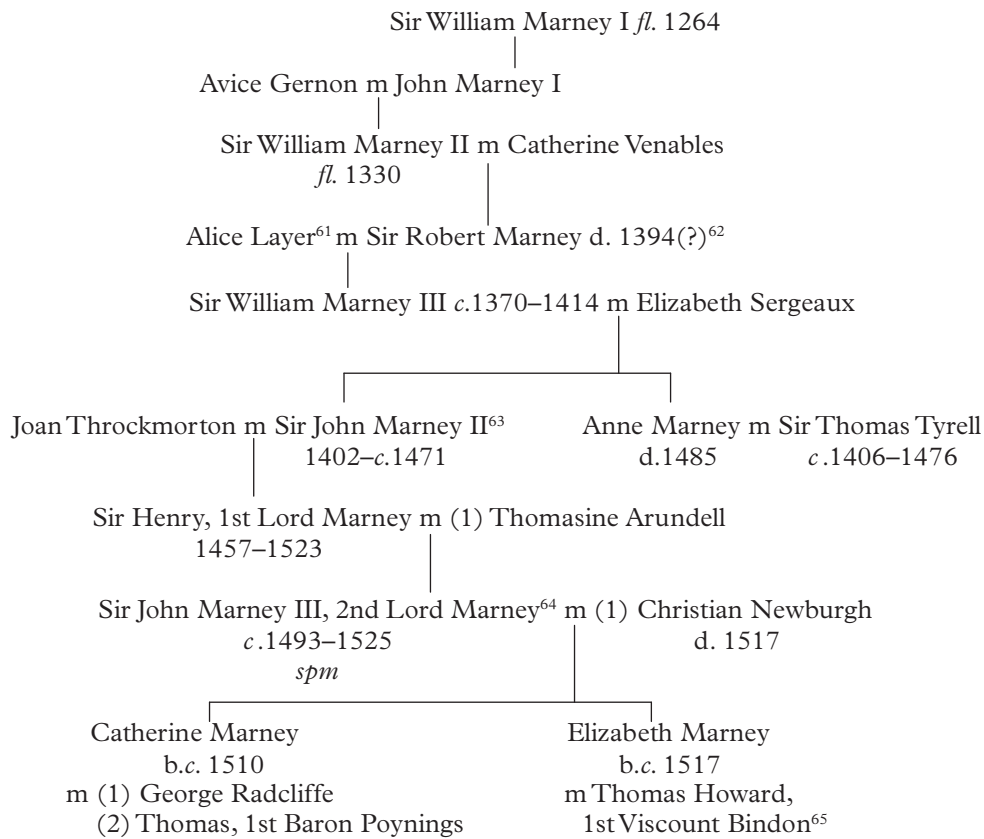 Sir William Marney I fl. 1264
Avice Gernon m John Marney I
Sir William Marney II m Catherine Venables
fl. 1330
Alice Layer⁶¹ m Sir Robert Marney d. 1394(?)⁶²
Sir William Marney III c.1370–1414 m Elizabeth Sergeaux
Joan Throckmorton m Sir John Marney II⁶³ Anne Marney m Sir Thomas Tyrell
1402–c.1471 d.1485 c.1406–1476
Sir Henry, 1st Lord Marney m (1) Thomasine Arundell
1457–1523
Sir John Marney III, 2nd Lord Marney⁶⁴ m (1) Christian Newburgh
c.1493–1525 d. 1517
spm
Catherine Marney Elizabeth Marney
b.c. 1510 b.c. 1517
m (1) George Radcliffe m Thomas Howard,
(2) Thomas, 1st Baron Poynings 1st Viscount Bindon⁶⁵